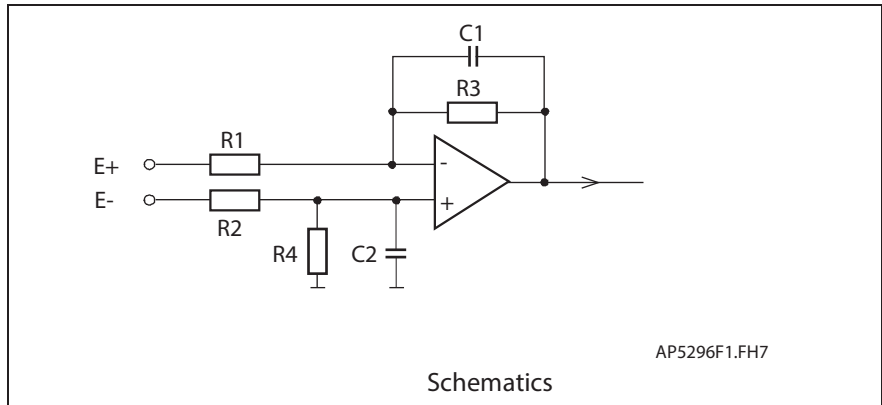 C1
R3
R1
E+
-
E-
+
R2
R4
C2
AP5296F1.FH7
Schematics